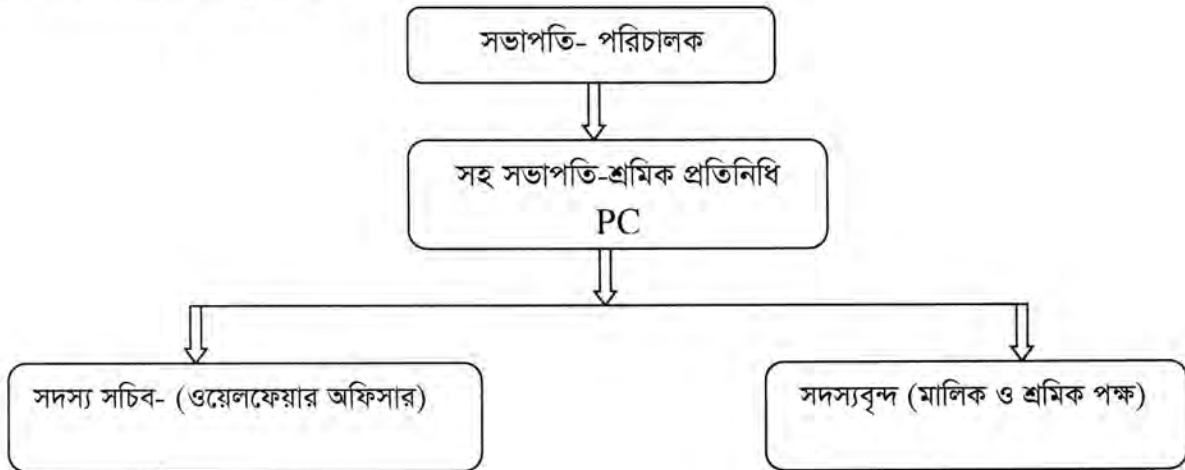 সভাপতি- পরিচালক
সহ সভাপতি-শ্রমিক প্রতিনিধি
PC
সদস্য সচিব- (ওয়েলফেয়ার অফিসার)
সদস্যবৃন্দ (মালিক ও শ্রমিক পক্ষ)